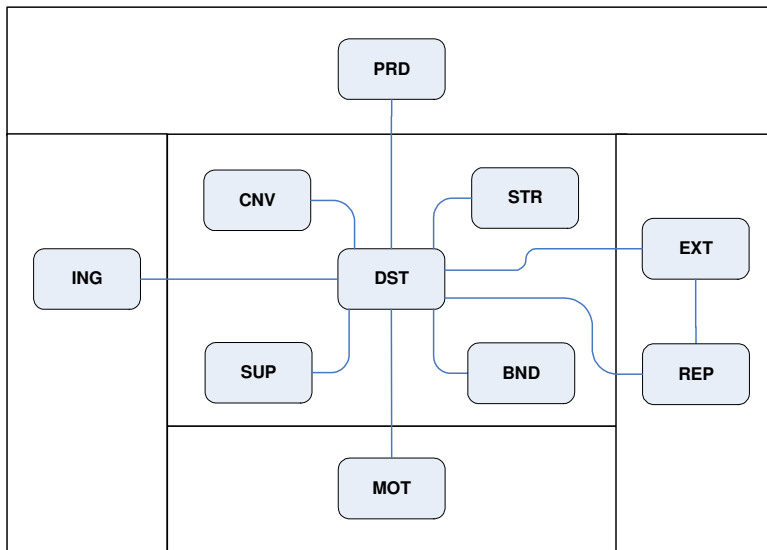 PRD
CNV
STR
EXT
ING
DST
SUP
BND
REP
MOT